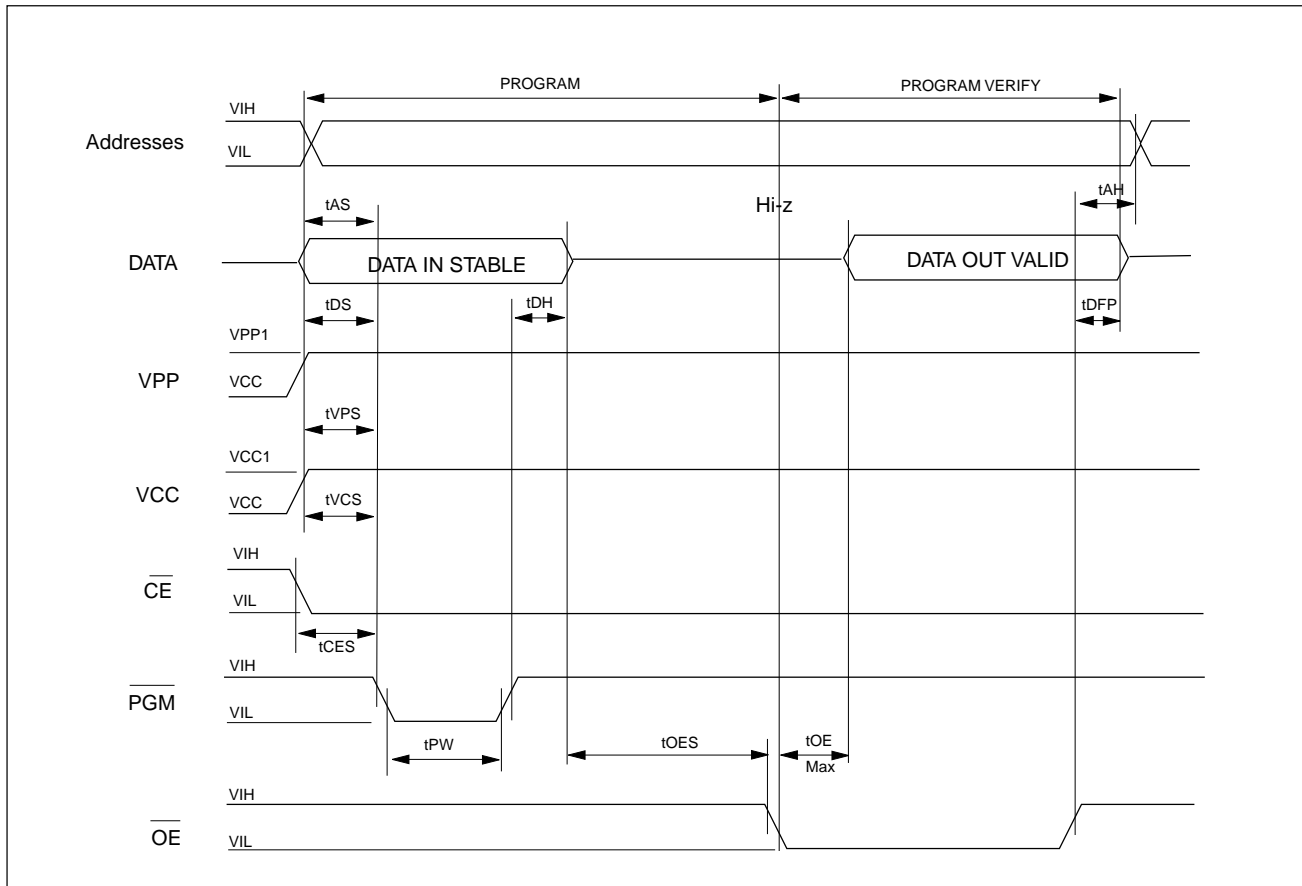 PROGRAM
PROGRAM VERIFY
VIH
Addresses
VIL
tAS
Hi-z
tAH
DATA
DATA IN STABLE
DATA OUT VALID
tDS
tDH
tDFP
VPP1
VPP
VCC
tVPS
VCC1
VCC
VCC
tVCS
VIH
CE
VIL
tCES
VIH
PGM
VIL
tPW
tOES
tOE
Max
VIH
OE
VIL